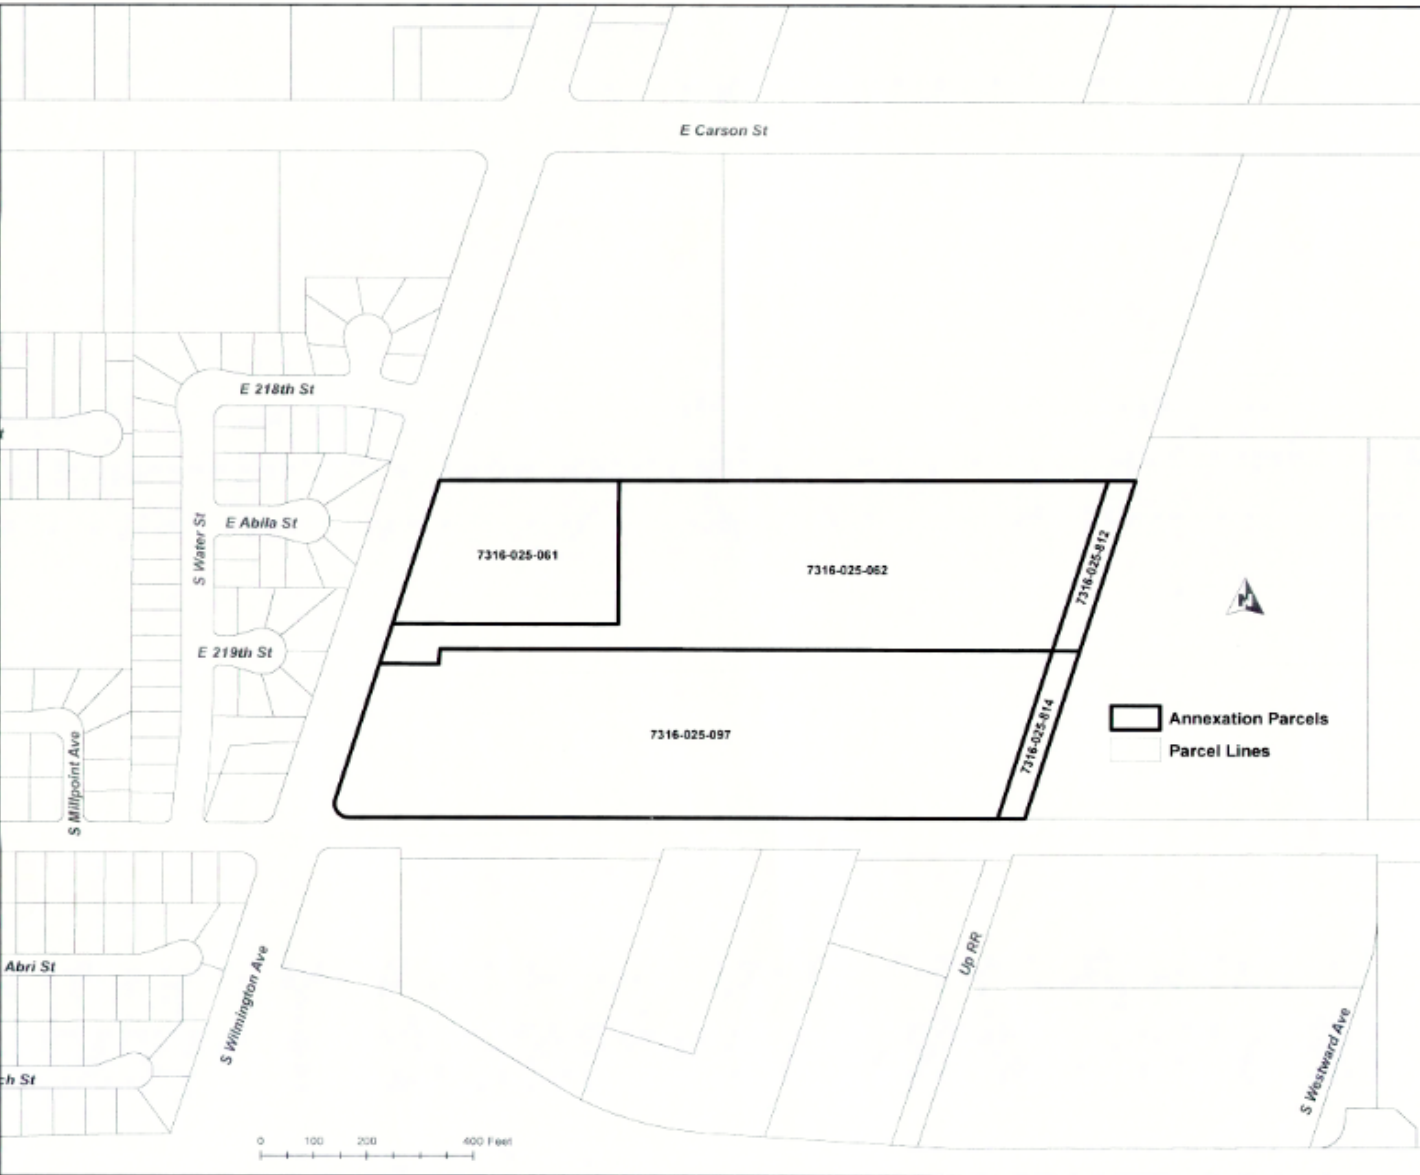 E Carson St
E 218th St
t
S Water St
E Abila St
E 219th St
S Millpoint Ave
7316-025-061
7316-025-062
7316-025-812
7316-025-097
7316-025-814
N
Annexation Parcels
Parcel Lines
Abri St
S Wilmington Ave
Up RR
S Westward Ave
ch St
0 100 200 400 Feet